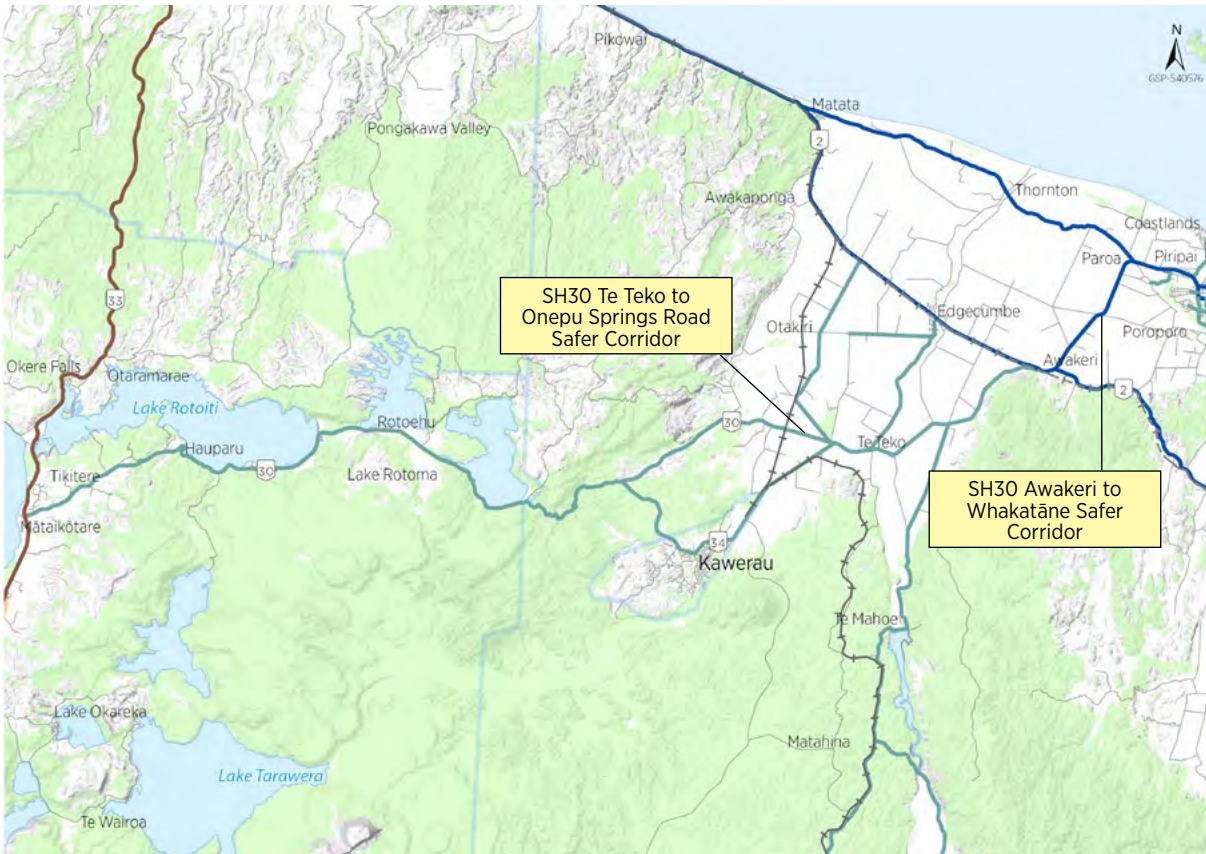 Pikowai
N
GSP-540576
Matata
Pongakawa Valley
2
Thornton
Awakaponga
Coastlands
Paroa
Piripai
33
SH30 Te Teko to
Onepu Springs Road
Safer Corridor
Otakiri
Edgecumbe
Poroporo
Okere Falls
Otaramarae
Awakeri
Lake Rotoiti
2
Rotoehu
30
Hauparu
Te Teko
30
Lake Rotoma
Tikitere
SH30 Awakeri to
Whakatāne Safer
Corridor
Mātaikōtare
34
Kawerau
Te Mahoe
Lake Okareka
Matahina
Lake Tarawera
Te Wairoa